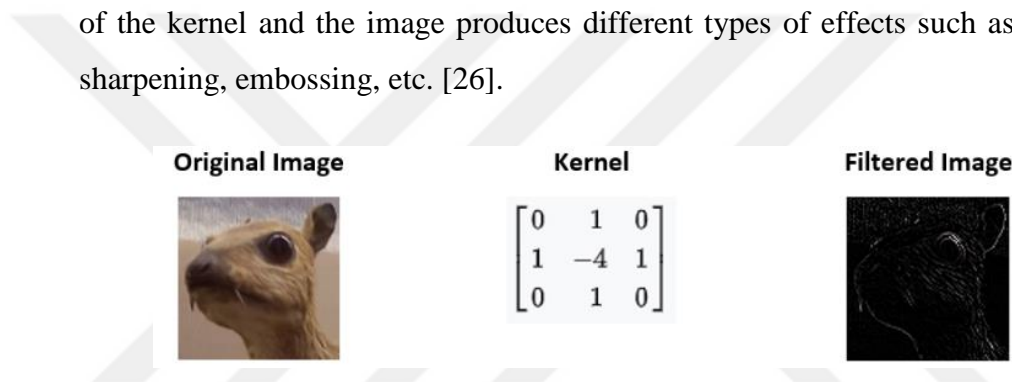 of the kernel and the image produces different types of effects such as
sharpening, embossing, etc. [26].
Original Image Kernel Filtered Image
0 1 0
1 −4 1
0 1 0